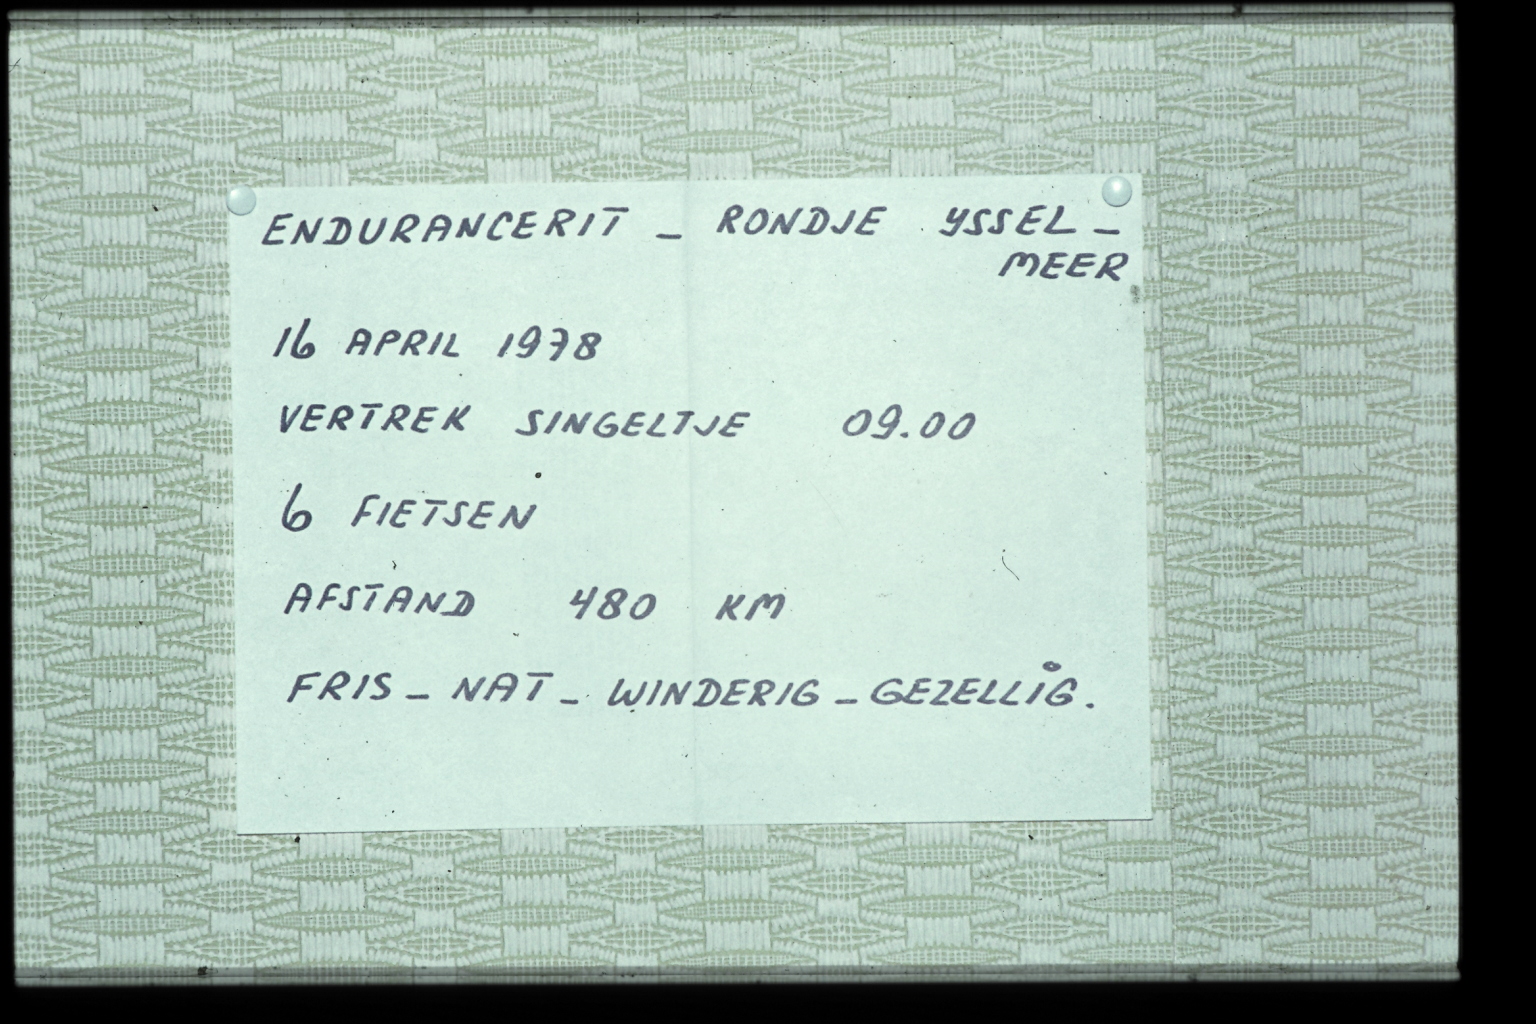 ENDURANCERIT - RONDJE YSSEL -
MEER
16 APRIL 1978
VERTREK SINGELTJE 09.00
6 FIETSEN
AFSTAND 480 KM
FRIS - NAT - WINDERIG - GEZELLIG.